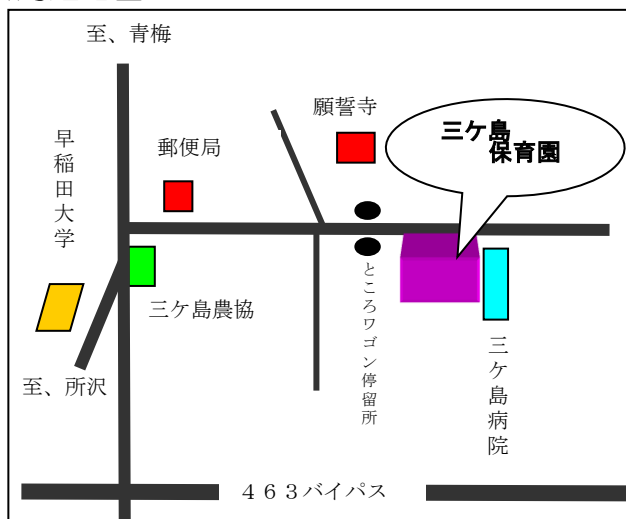 至、青梅
願誓寺
三ケ島
保育園
郵便局
早稲田大学
三ケ島農協
ところワゴン停留所
三ケ島病院
至、所沢
４６３バイパス